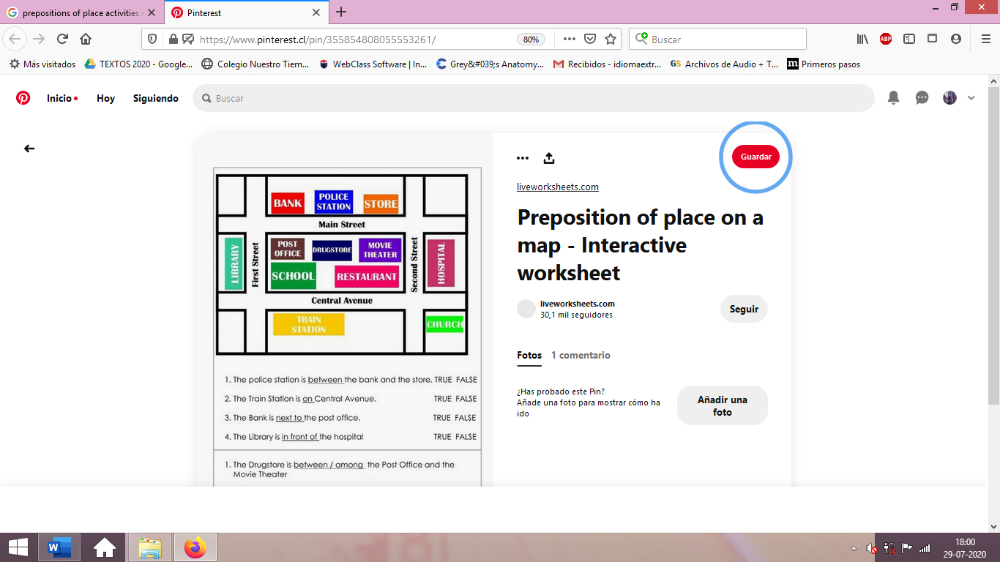 prepositions of place activities
Pinterest
https://www.pinterest.cl/pin/355854808055553261/
80%
Buscar
Más visitados
TEXTOS 2020 - Google...
Colegio Nuestro Tiem...
WebClass Software | In...
Grey&#039;s Anatomy...
Recibidos - idiomaextr...
GS
Archivos de Audio + T...
m
Primeros pasos
ABP
Inicio
Hoy
Siguiendo
Buscar
Guardar
liveworksheets.com
Preposition of place on a
map - Interactive
worksheet
liveworksheets.com
30,1 mil seguidores
Seguir
Fotos
1 comentario
¿Has probado este Pin?
Añade una foto para mostrar cómo ha
ido
Añadir una
foto
BANK
POLICE
STATION
STORE
Main Street
LIBRARY
First Street
POST
OFFICE
DRUGSTORE
MOVIE
THEATER
SCHOOL
RESTAURANT
Second Street
HOSPITAL
Central Avenue
TRAIN
STATION
CHURCH
1. The police station is between the bank and the store. TRUE FALSE
2. The Train Station is on Central Avenue. TRUE FALSE
3. The Bank is next to the post office. TRUE FALSE
4. The Library is in front of the hospital TRUE FALSE
1. The Drugstore is between / among the Post Office and the
Movie Theater
W
18:00
29-07-2020